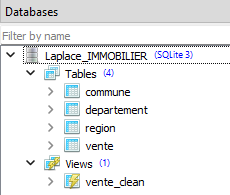 Databases
Filter by name
Laplace_IMMOBILIER (SQLite 3)
Tables (4)
commune
departement
region
vente
Views (1)
vente_clean